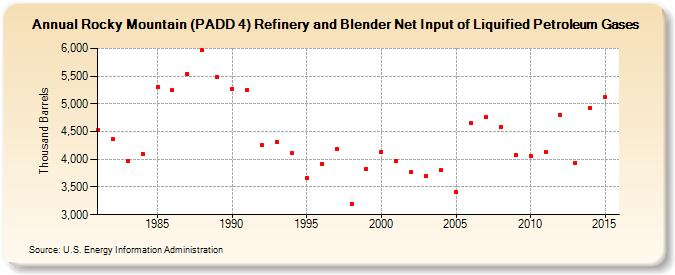 Annual Rocky Mountain (PADD 4) Refinery and Blender Net Input of Liquified Petroleum Gases
Thousand Barrels
6,000
5,500
5,000
4,500
4,000
3,500
3,000
1985 1990 1995 2000 2005 2010 2015
Source: U.S. Energy Information Administration